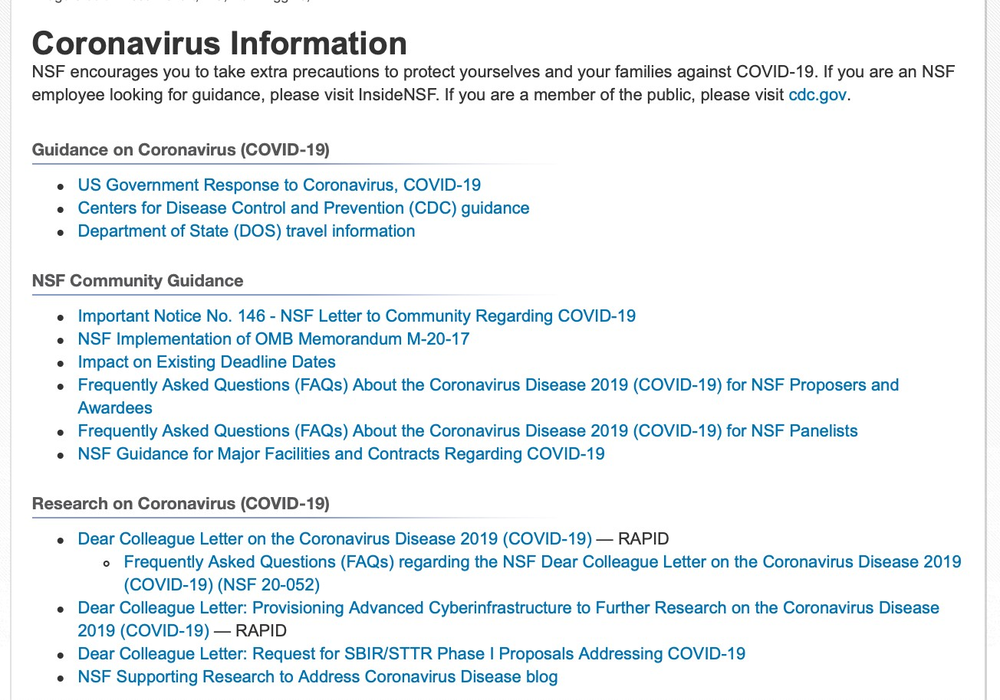 Coronavirus Information
NSF encourages you to take extra precautions to protect yourselves and your families against COVID-19. If you are an NSF
employee looking for guidance, please visit InsideNSF. If you are a member of the public, please visit cdc.gov.
Guidance on Coronavirus (COVID-19)
US Government Response to Coronavirus, COVID-19
Centers for Disease Control and Prevention (CDC) guidance
Department of State (DOS) travel information
NSF Community Guidance
Important Notice No. 146 - NSF Letter to Community Regarding COVID-19
NSF Implementation of OMB Memorandum M-20-17
Impact on Existing Deadline Dates
Frequently Asked Questions (FAQs) About the Coronavirus Disease 2019 (COVID-19) for NSF Proposers and
Awardees
Frequently Asked Questions (FAQs) About the Coronavirus Disease 2019 (COVID-19) for NSF Panelists
NSF Guidance for Major Facilities and Contracts Regarding COVID-19
Research on Coronavirus (COVID-19)
Dear Colleague Letter on the Coronavirus Disease 2019 (COVID-19) — RAPID
Frequently Asked Questions (FAQs) regarding the NSF Dear Colleague Letter on the Coronavirus Disease 2019
(COVID-19) (NSF 20-052)
Dear Colleague Letter: Provisioning Advanced Cyberinfrastructure to Further Research on the Coronavirus Disease
2019 (COVID-19) — RAPID
Dear Colleague Letter: Request for SBIR/STTR Phase I Proposals Addressing COVID-19
NSF Supporting Research to Address Coronavirus Disease blog